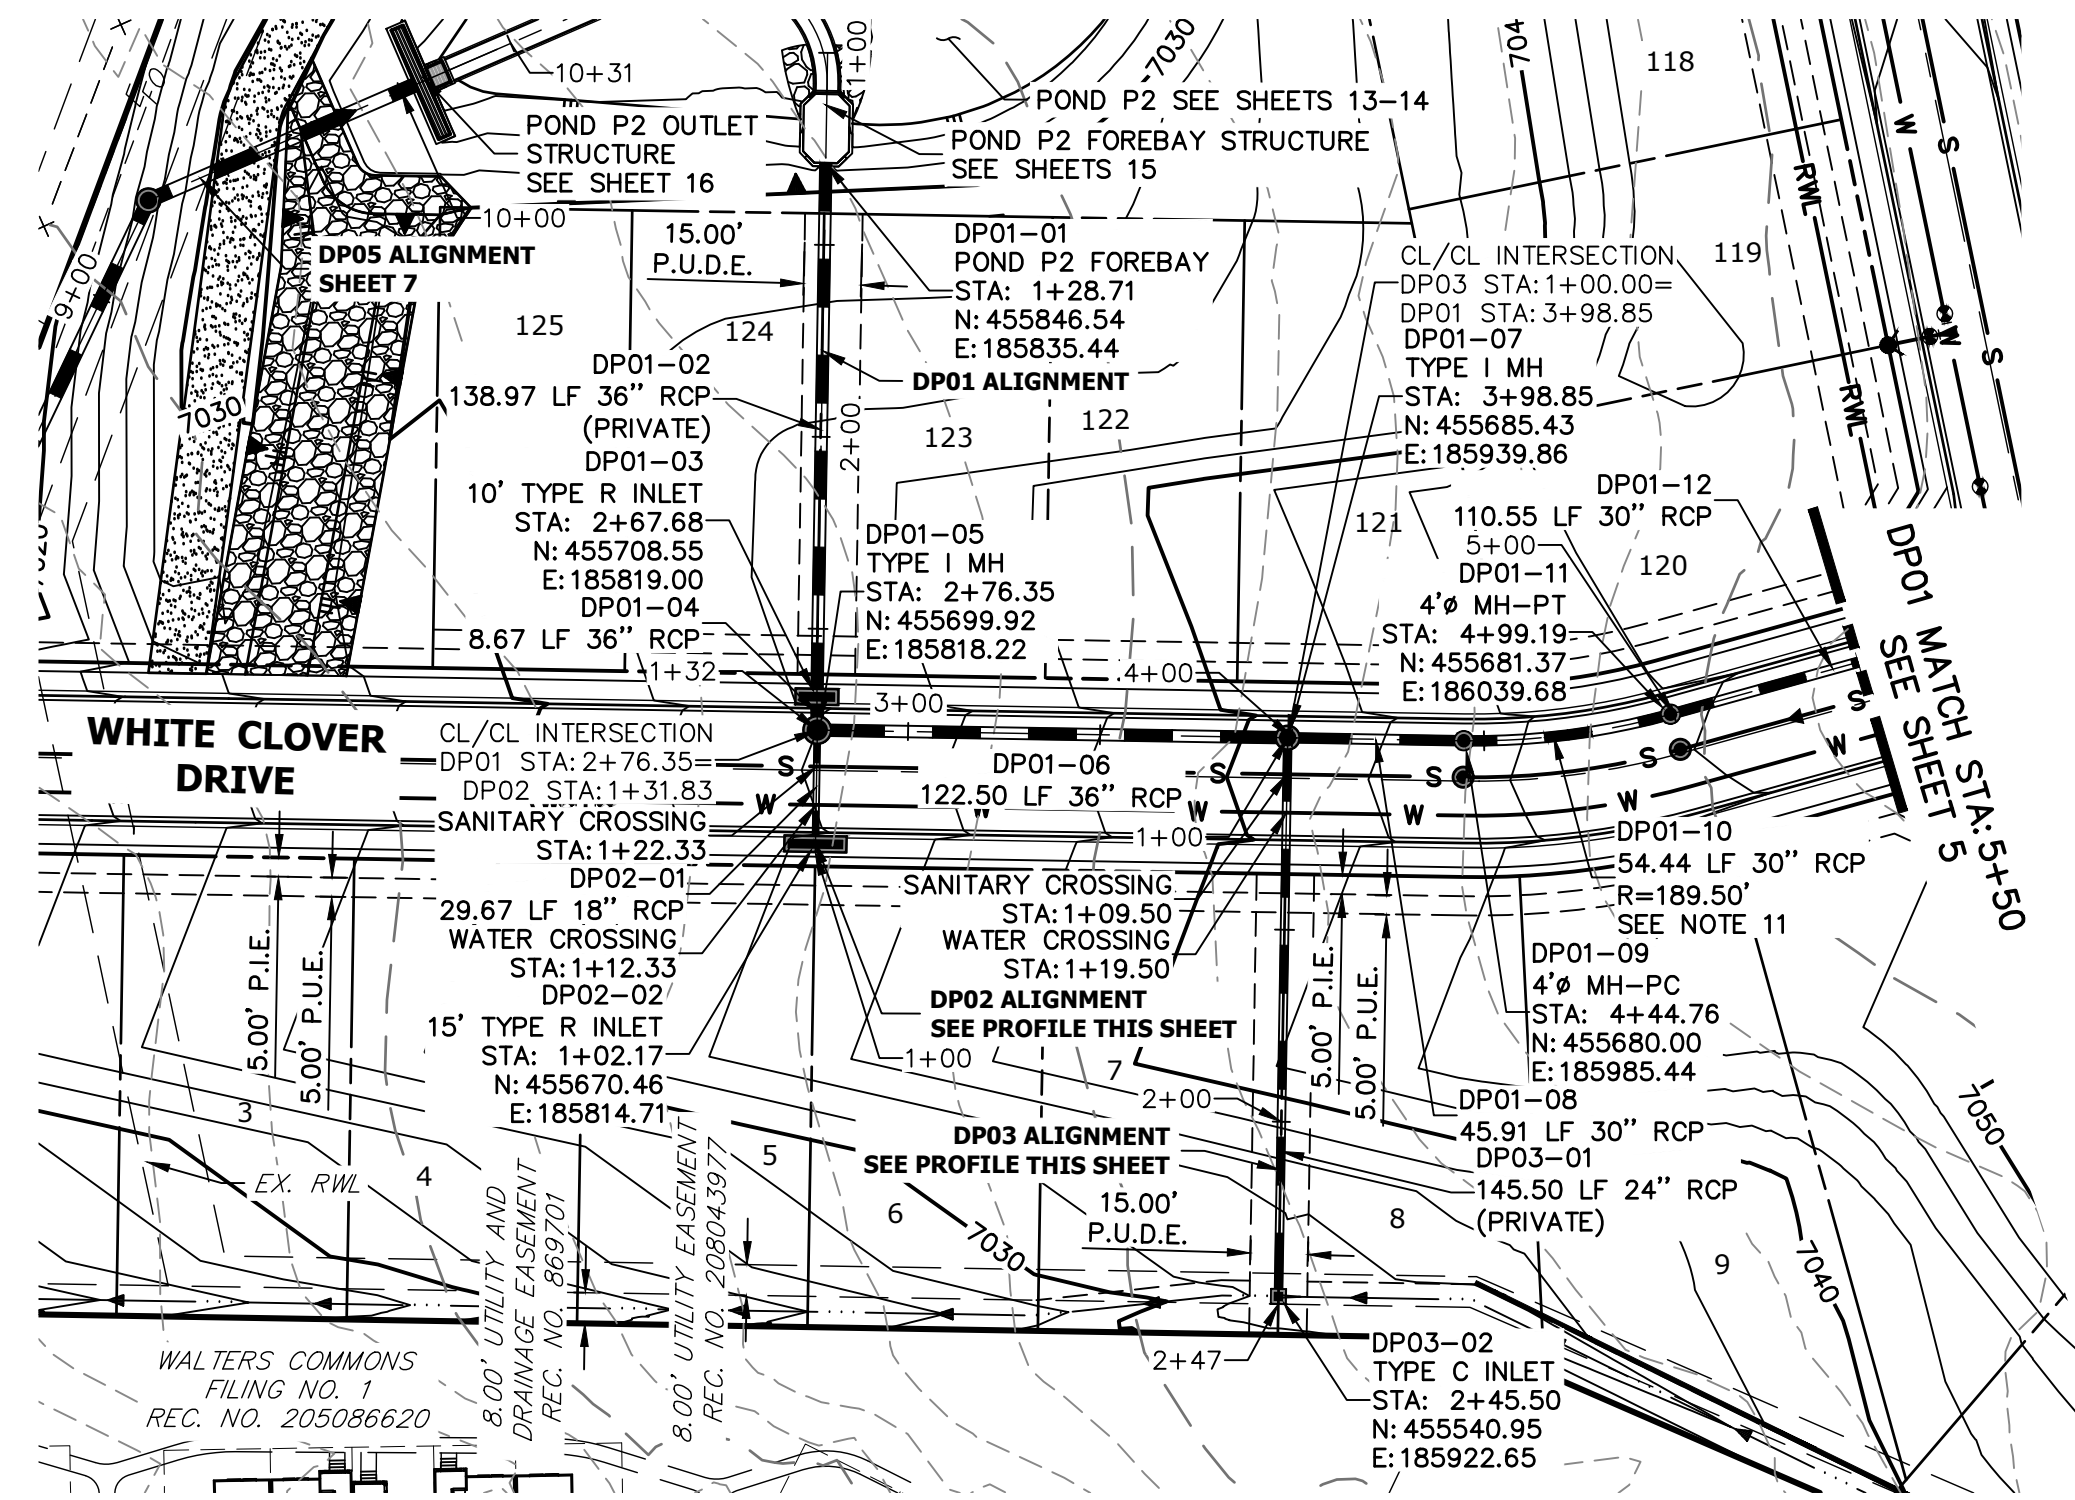 10+31
1+00
7030
118
POND P2 SEE SHEETS 13-14
POND P2 OUTLET
STRUCTURE
SEE SHEET 16
POND P2 FOREBAY STRUCTURE
SEE SHEETS 15
FO
W
S
RWL
10+00
9+00
DP05 ALIGNMENT
SHEET 7
15.00'
P.U.D.E.
DP01-01
POND P2 FOREBAY
STA: 1+28.71
N: 455846.54
E: 185835.44
DP01 ALIGNMENT
CL/CL INTERSECTION
DP03 STA: 1+00.00=
DP01 STA: 3+98.85
DP01-07
TYPE I MH
STA: 3+98.85
N: 455685.43
E: 185939.86
119
W
S
RWL
125
124
123
122
121
120
7030
2+00
DP01-02
138.97 LF 36" RCP
(PRIVATE)
DP01-03
10' TYPE R INLET
STA: 2+67.68
N: 455708.55
E: 185819.00
DP01-04
8.67 LF 36" RCP
1+32
DP01-05
TYPE I MH
STA: 2+76.35
N: 455699.92
E: 185818.22
DP01-12
110.55 LF 30" RCP
5+00
DP01-11
4'ø MH-PT
STA: 4+99.19
N: 455681.37
E: 186039.68
DP01 MATCH STA: 5+50
SEE SHEET 5
4+00
3+00
WHITE CLOVER
DRIVE
CL/CL INTERSECTION
DP01 STA: 2+76.35=
DP02 STA: 1+31.83
SANITARY CROSSING
STA: 1+22.33
DP02-01
29.67 LF 18" RCP
WATER CROSSING
STA: 1+12.33
DP02-02
15' TYPE R INLET
STA: 1+02.17
N: 455670.46
E: 185814.71
S
W
DP01-06
122.50 LF 36" RCP
W
S
W
1+00
S
W
S
W
S
W
SANITARY CROSSING
STA: 1+09.50
WATER CROSSING
STA: 1+19.50
DP02 ALIGNMENT
SEE PROFILE THIS SHEET
1+00
DP01-10
54.44 LF 30" RCP
R=189.50'
SEE NOTE 11
DP01-09
4'ø MH-PC
STA: 4+44.76
N: 455680.00
E: 185985.44
DP01-08
45.91 LF 30" RCP
DP03-01
145.50 LF 24" RCP
(PRIVATE)
5.00' P.I.E.
5.00' P.U.E.
5.00' P.I.E.
5.00' P.U.E.
2+00
DP03 ALIGNMENT
SEE PROFILE THIS SHEET
15.00'
P.U.D.E.
3
4
5
6
7
8
9
EX. RWL
7030
7040
7050
8.00' UTILITY AND
DRAINAGE EASEMENT
REC. NO. 8697701
8.00' UTILITY EASEMENT
REC. NO. 208043977
WALTERS COMMONS
FILING NO. 1
REC. NO. 205086620
2+47
DP03-02
TYPE C INLET
STA: 2+45.50
N: 455540.95
E: 185922.65